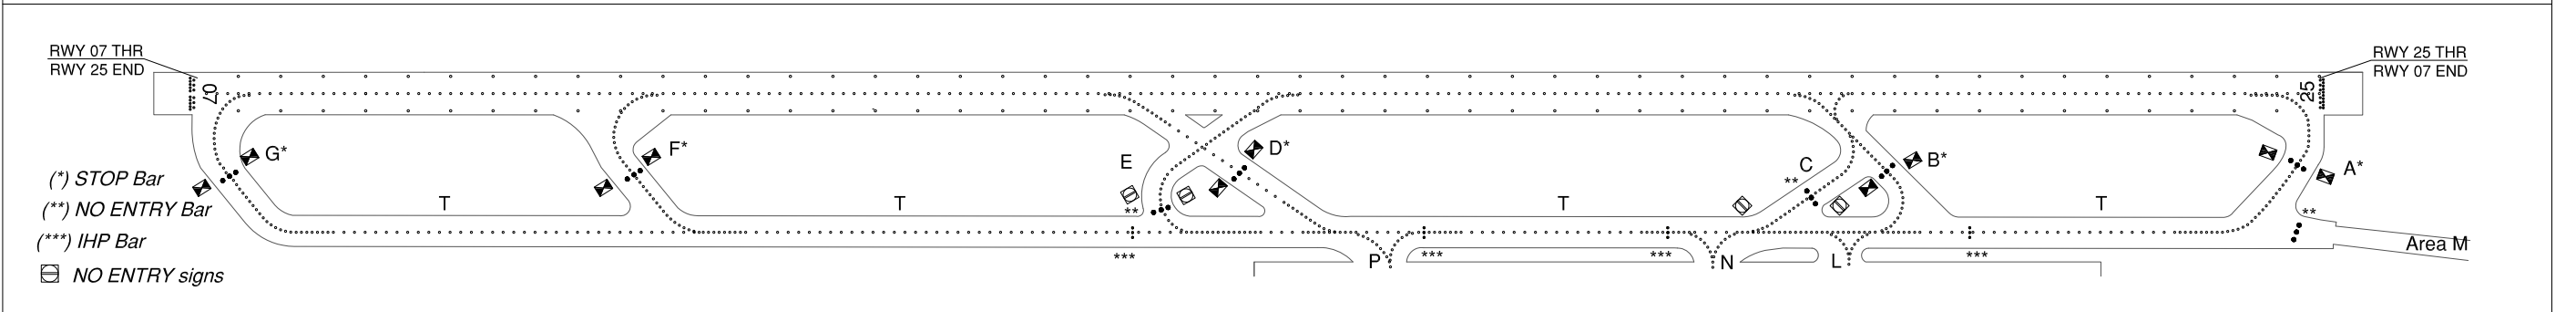 RWY 07 THR
RWY 25 END
RWY 25 THR
RWY 07 END
07
25
G*
F*
E
D*
C
**
B*
A*
(*) STOP Bar
(**) NO ENTRY Bar
(***) IHP Bar
NO ENTRY signs
T
T
T
T
**
**
Area M
***
P
***
***
N
L
***